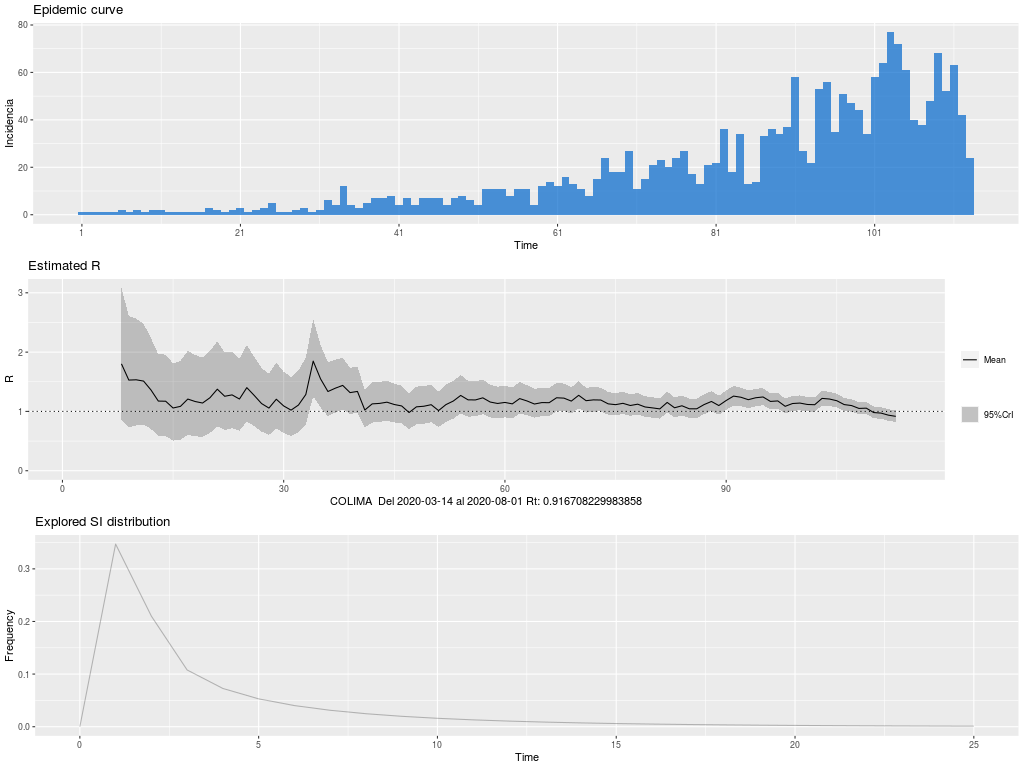 Epidemic curve
80
60
40
20
0
Incidencia
1 21 41 61 81 101
Time
Estimated R
3
2
1
0
R
0 30 60 90
COLIMA Del 2020-03-14 al 2020-08-01 Rt: 0.916708229983858
Mean
95%CrI
Explored SI distribution
0.3
0.2
0.1
0.0
Frequency
0 5 10 15 20 25
Time